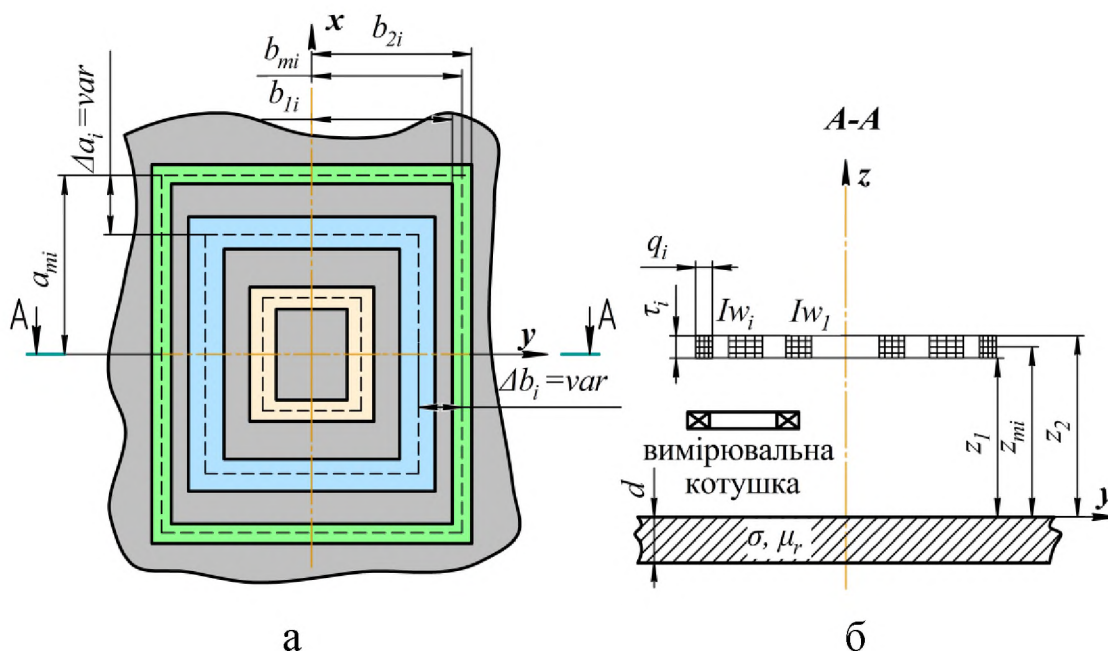 x
b₂ᵢ
bₘᵢ
b₁ᵢ
Δaᵢ=var
aₘᵢ
A
A
y
Δbᵢ=var
а
A-A
z
qᵢ
τᵢ
Iwᵢ
Iw₁
вимірювальна
котушка
z₁
zₘᵢ
z₂
d
y
σ, μᵣ
б